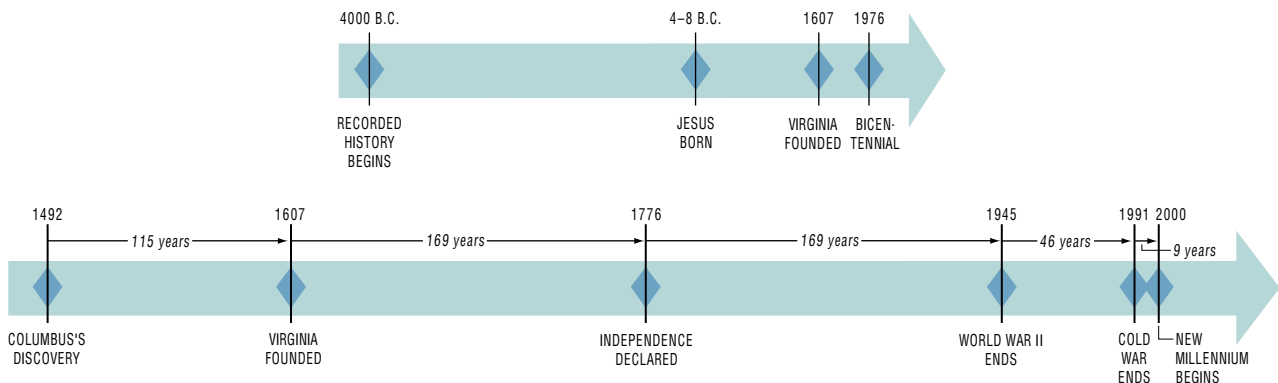 4000 B.C. 4–8 B.C. 1607 1976
RECORDED
HISTORY
BEGINS
JESUS
BORN
VIRGINIA
FOUNDED
BICEN-
TENNIAL
1492 1607 1776 1945 1991 2000
115 years 169 years 169 years 46 years 9 years
COLUMBUS'S
DISCOVERY
VIRGINIA
FOUNDED
INDEPENDENCE
DECLARED
WORLD WAR II
ENDS
COLD
WAR
ENDS
NEW
MILLENNIUM
BEGINS